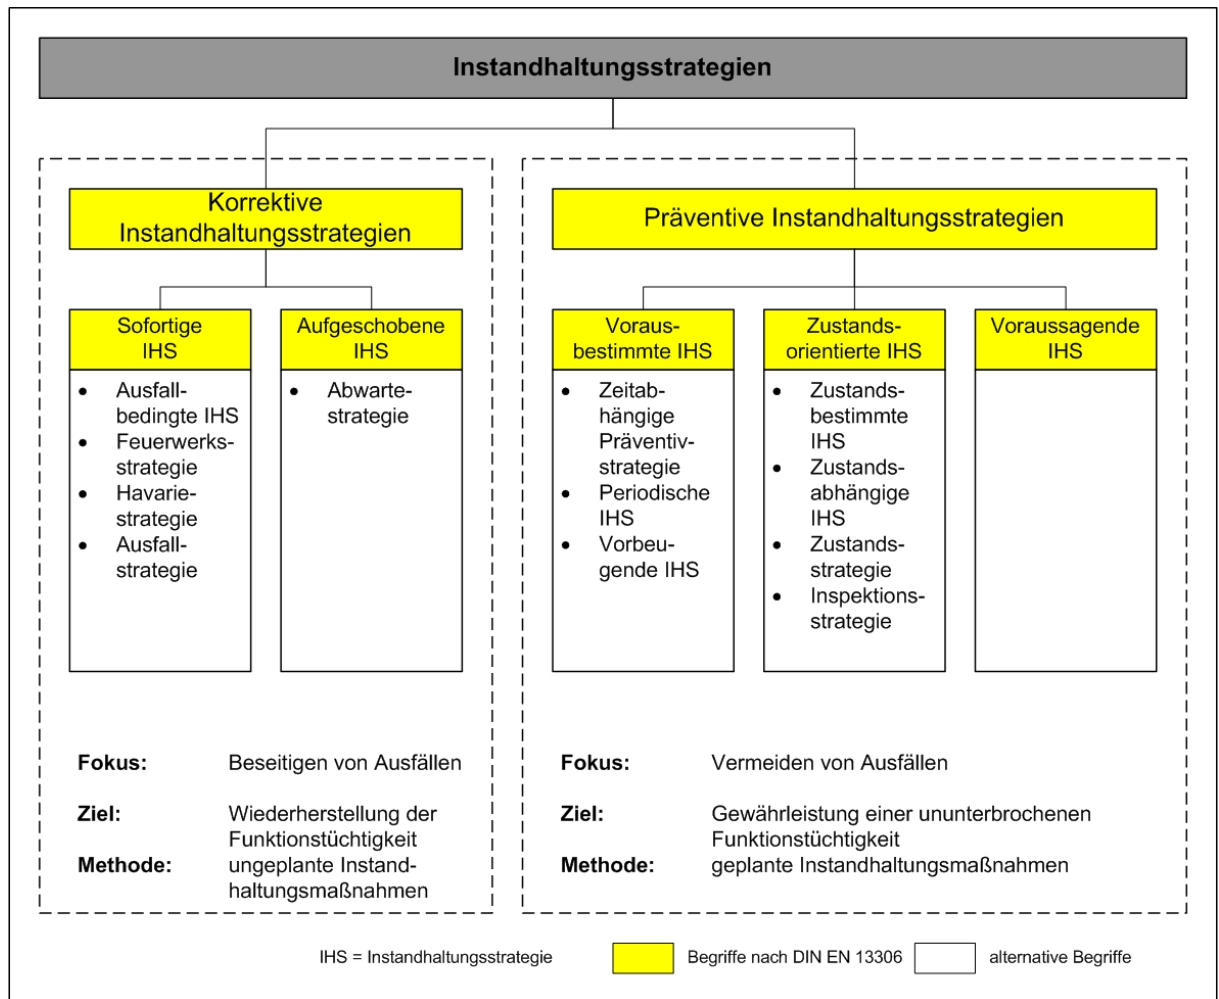 Instandhaltungsstrategien
Korrektive
Instandhaltungsstrategien
Präventive Instandhaltungsstrategien
Sofortige
IHS
Aufgeschobene
IHS
Voraus-
bestimmte IHS
Zustands-
orientierte IHS
Voraussagende
IHS
• Ausfall-
bedingte IHS
• Feuerwerks-
strategie
• Havarie-
strategie
• Ausfall-
strategie
• Abwarte-
strategie
• Zeitab-
hängige
Präventiv-
strategie
• Periodische
IHS
• Vorbeu-
gende IHS
• Zustands-
bestimmte
IHS
• Zustands-
abhängige
IHS
• Zustands-
strategie
• Inspektions-
strategie
Fokus: Beseitigen von Ausfällen
Ziel: Wiederherstellung der
Funktionstüchtigkeit
Methode: ungeplante Instand-
haltungsmaßnahmen
Fokus: Vermeiden von Ausfällen
Ziel: Gewährleistung einer ununterbrochenen
Funktionstüchtigkeit
Methode: geplante Instandhaltungsmaßnahmen
IHS = Instandhaltungsstrategie
Begriffe nach DIN EN 13306
alternative Begriffe